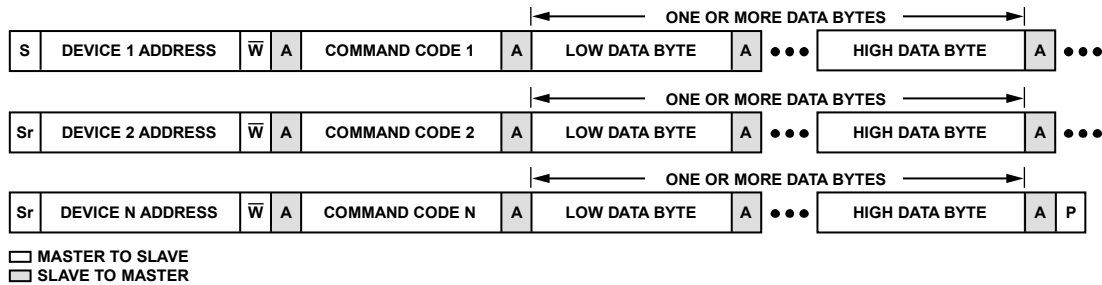 ONE OR MORE DATA BYTES
S DEVICE 1 ADDRESS W̅ A COMMAND CODE 1 A LOW DATA BYTE A ••• HIGH DATA BYTE A •••
ONE OR MORE DATA BYTES
Sr DEVICE 2 ADDRESS W̅ A COMMAND CODE 2 A LOW DATA BYTE A ••• HIGH DATA BYTE A •••
ONE OR MORE DATA BYTES
Sr DEVICE N ADDRESS W̅ A COMMAND CODE N A LOW DATA BYTE A ••• HIGH DATA BYTE A P
MASTER TO SLAVE
SLAVE TO MASTER